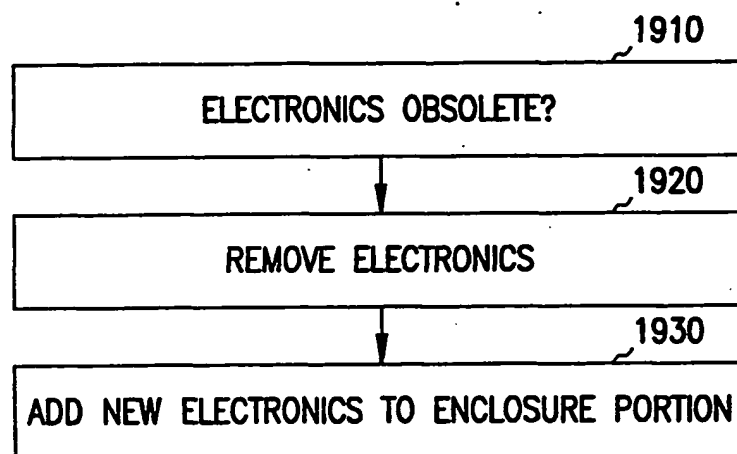 1910
ELECTRONICS OBSOLETE?
1920
REMOVE ELECTRONICS
1930
ADD NEW ELECTRONICS TO ENCLOSURE PORTION